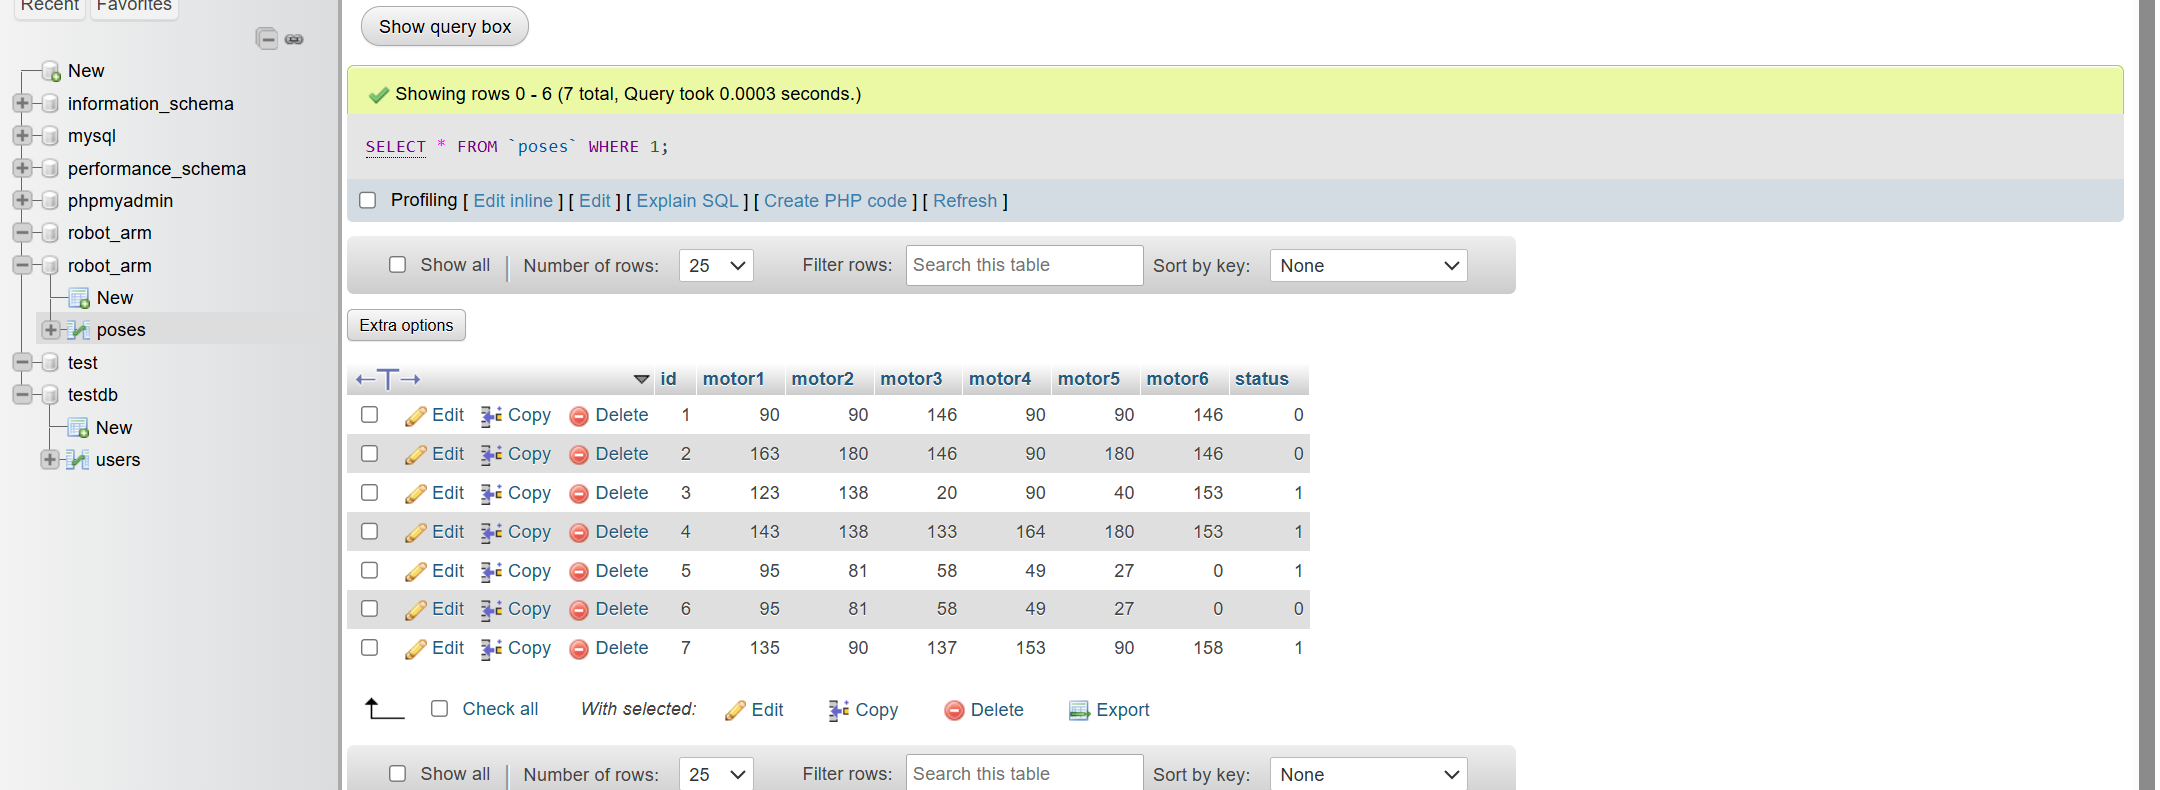 Recent Favorites
New
information_schema
mysql
performance_schema
phpmyadmin
robot_arm
robot_arm
New
poses
test
testdb
New
users
Show query box
Showing rows 0 - 6 (7 total, Query took 0.0003 seconds.)
SELECT * FROM `poses` WHERE 1;
Profiling [ Edit inline ] [ Edit ] [ Explain SQL ] [ Create PHP code ] [ Refresh ]
Show all Number of rows: 25 Filter rows: Search this table Sort by key: None
Extra options
←T→ id motor1 motor2 motor3 motor4 motor5 motor6 status
Edit Copy Delete 1 90 90 146 90 90 146 0
Edit Copy Delete 2 163 180 146 90 180 146 0
Edit Copy Delete 3 123 138 20 90 40 153 1
Edit Copy Delete 4 143 138 133 164 180 153 1
Edit Copy Delete 5 95 81 58 49 27 0 1
Edit Copy Delete 6 95 81 58 49 27 0 0
Edit Copy Delete 7 135 90 137 153 90 158 1
Check all With selected: Edit Copy Delete Export
Show all Number of rows: 25 Filter rows: Search this table Sort by key: None